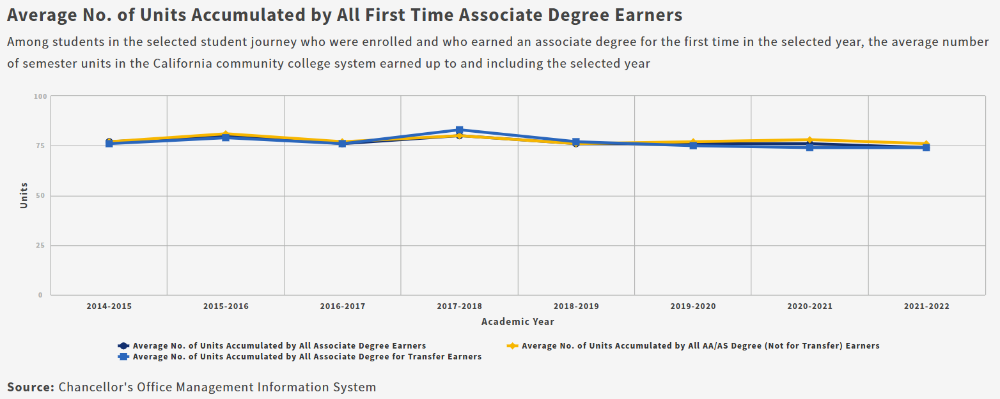 Average No. of Units Accumulated by All First Time Associate Degree Earners
Among students in the selected student journey who were enrolled and who earned an associate degree for the first time in the selected year, the average number
of semester units in the California community college system earned up to and including the selected year
100
75
50
25
0
Units
2014-2015
2015-2016
2016-2017
2017-2018
2018-2019
2019-2020
2020-2021
2021-2022
Academic Year
Average No. of Units Accumulated by All Associate Degree Earners
Average No. of Units Accumulated by All AA/AS Degree (Not for Transfer) Earners
Average No. of Units Accumulated by All Associate Degree for Transfer Earners
Source: Chancellor's Office Management Information System